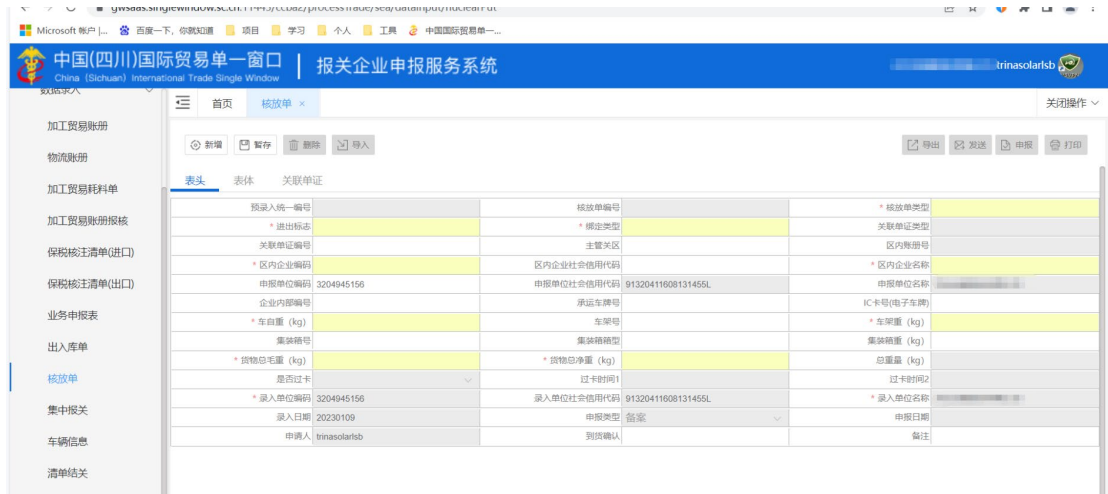 Microsoft 帐户 |... 百度一下，你就知道 项目 学习 个人 工具 中国国际贸易单一...
中国(四川)国际贸易单一窗口 | 报关企业申报服务系统
China (Sichuan) International Trade Single Window
trinasolarlsb
数据录入
首页 核放单 × 关闭操作
加工贸易账册
物流账册
加工贸易耗料单
加工贸易账册报核
保税核注清单(进口)
保税核注清单(出口)
业务申报表
出入库单
核放单
集中报关
车辆信息
清单结关
新增 暂存 删除 导入 导出 发送 申报 打印
表头 表体 关联单证
预录入统一编号 核放单编号 * 核放单类型
* 进出标志 * 绑定类型 关联单证类型
关联单证编号 主管关区 区内账册号
* 区内企业编码 区内企业社会信用代码 * 区内企业名称
申报单位编码 3204945156 申报单位社会信用代码 91320411608131455L 申报单位名称
企业内部编号 承运车牌号 IC卡号(电子车牌)
* 车自重（kg） 车架号 * 车架重（kg）
集装箱号 集装箱箱型 集装箱重（kg）
* 货物总毛重（kg） * 货物总净重（kg） 总重量（kg）
是否过卡 过卡时间1 过卡时间2
* 录入单位编码 3204945156 录入单位社会信用代码 91320411608131455L * 录入单位名称
录入日期 20230109 申报类型 备案 申报日期
申请人 trinasolarlsb 到货确认 备注